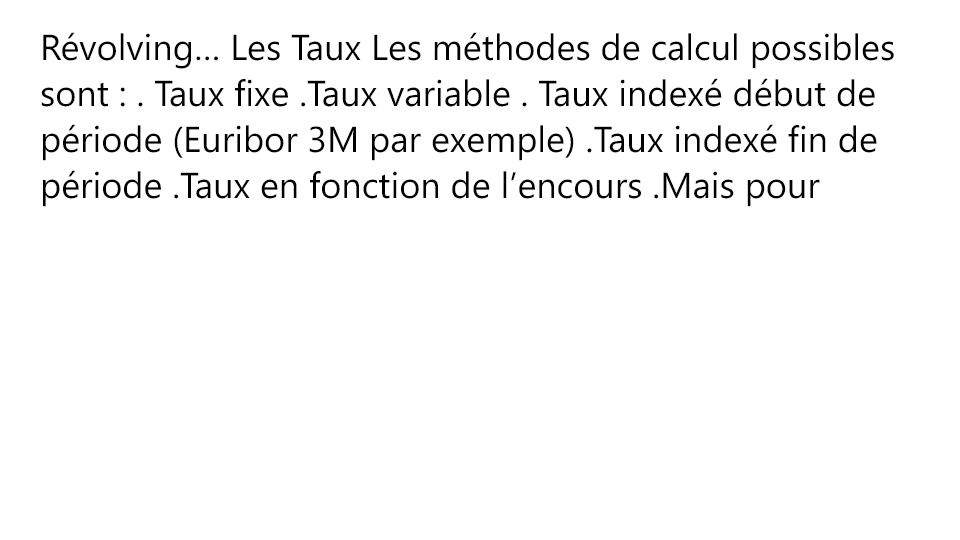 Révolving... Les Taux Les méthodes de calcul possibles
sont : . Taux fixe .Taux variable . Taux indexé début de
période (Euribor 3M par exemple) .Taux indexé fin de
période .Taux en fonction de l’encours .Mais pour